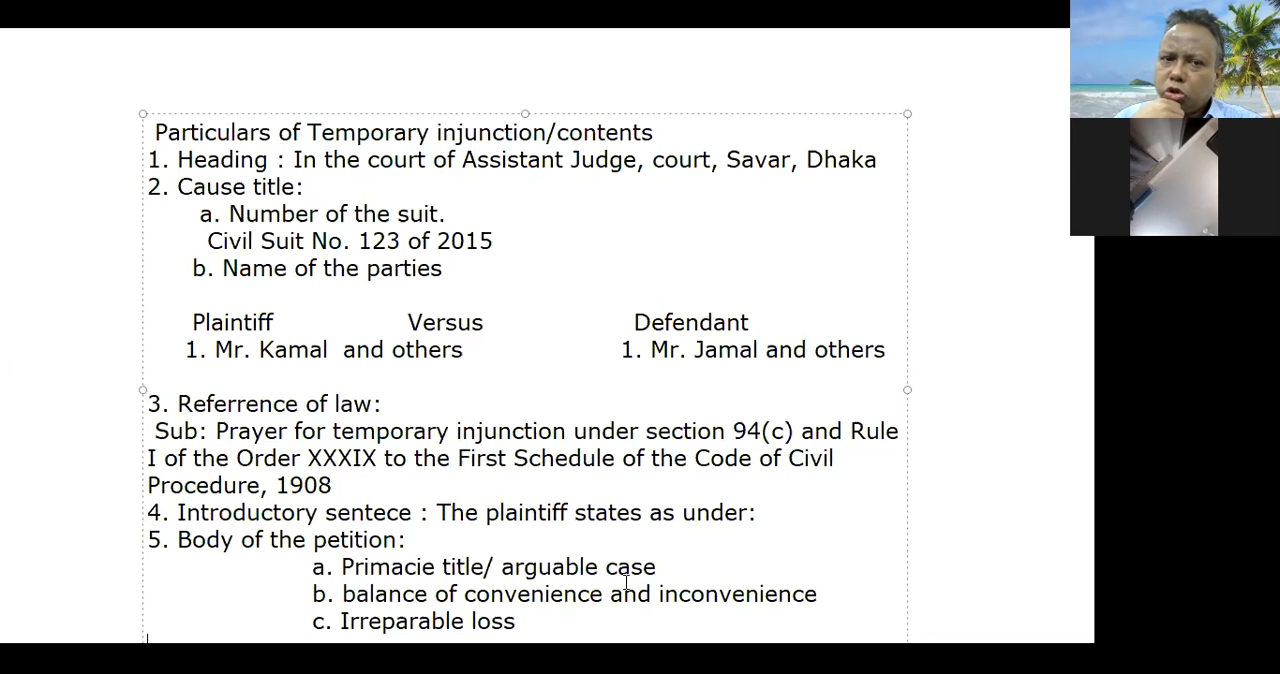 Particulars of Temporary injunction/contents
1. Heading : In the court of Assistant Judge, court, Savar, Dhaka
2. Cause title:
a. Number of the suit.
Civil Suit No. 123 of 2015
b. Name of the parties
Plaintiff Versus Defendant
1. Mr. Kamal and others 1. Mr. Jamal and others
3. Referrence of law:
Sub: Prayer for temporary injunction under section 94(c) and Rule
I of the Order XXXIX to the First Schedule of the Code of Civil
Procedure, 1908
4. Introductory sentece : The plaintiff states as under:
5. Body of the petition:
a. Primacie title/ arguable case
b. balance of convenience and inconvenience
c. Irreparable loss